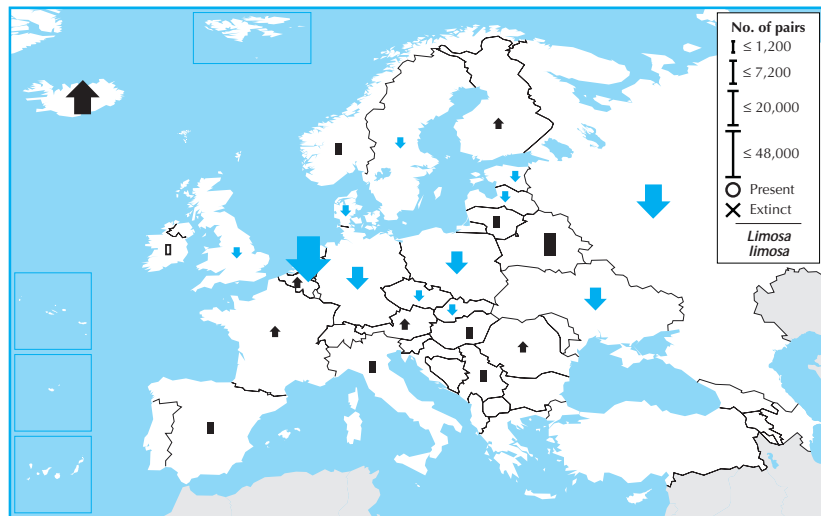 No. of pairs
≤ 1,200
≤ 7,200
≤ 20,000
≤ 48,000
Present
Extinct
Limosa
limosa